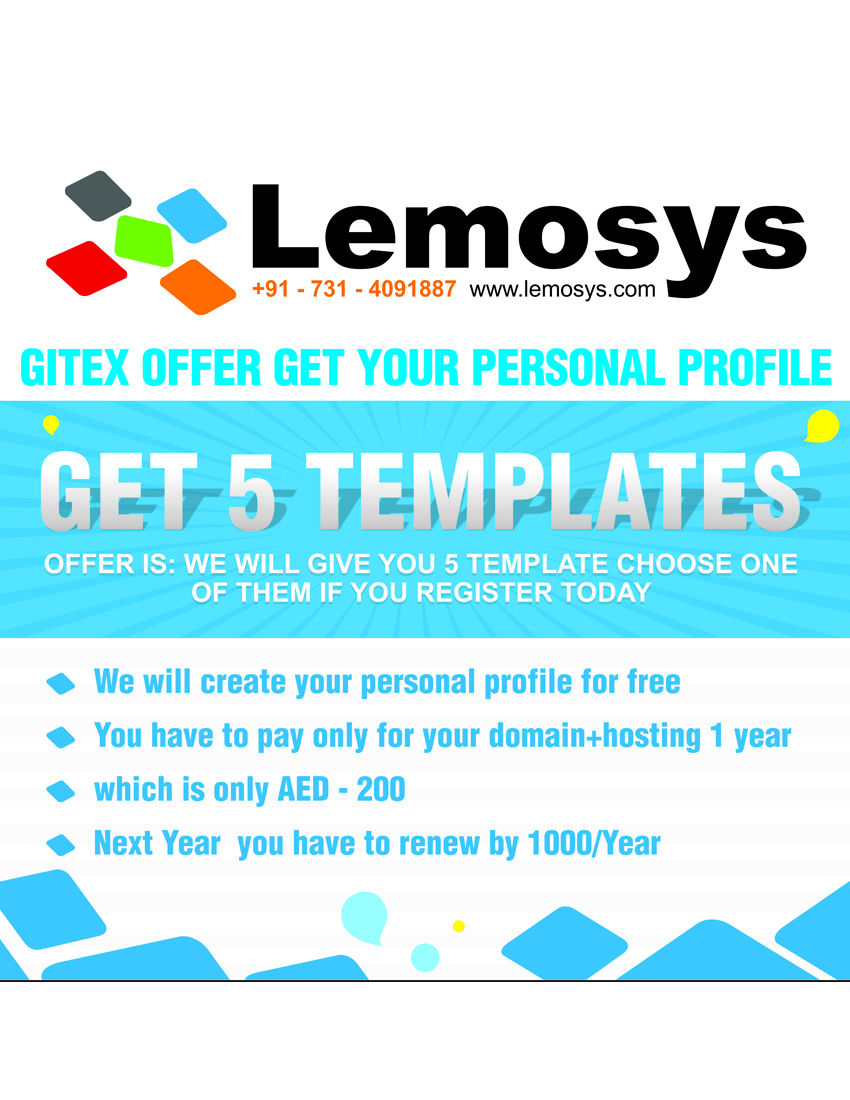 Lemosys
+91 - 731 - 4091887 www.lemosys.com
GITEX OFFER GET YOUR PERSONAL PROFILE
GET 5 TEMPLATES
OFFER IS: WE WILL GIVE YOU 5 TEMPLATE CHOOSE ONE
OF THEM IF YOU REGISTER TODAY
We will create your personal profile for free
You have to pay only for your domain+hosting 1 year
which is only AED - 200
Next Year you have to renew by 1000/Year